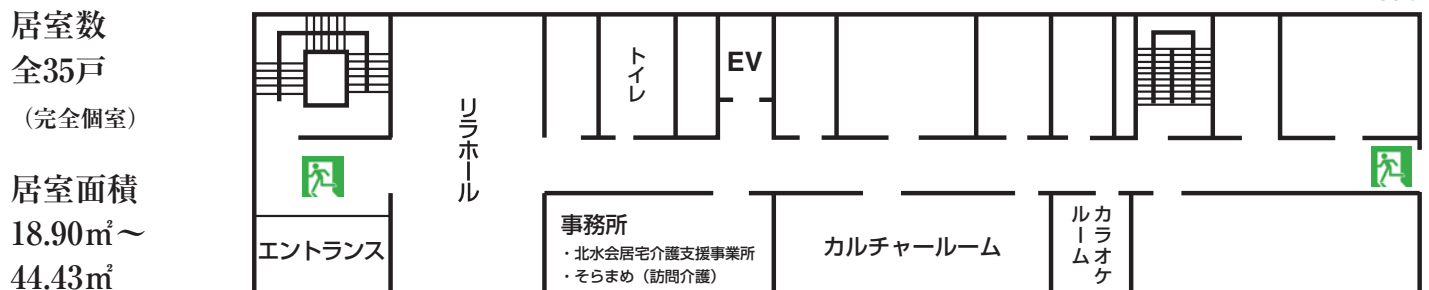 居室数
全35戸
（完全個室）
居室面積
18.90㎡〜
44.43㎡
リラホール
トイレ
EV
エントランス
事務所
・北水会居宅介護支援事業所
・そらまめ（訪問介護）
カルチャールーム
カラオケ
ルーム